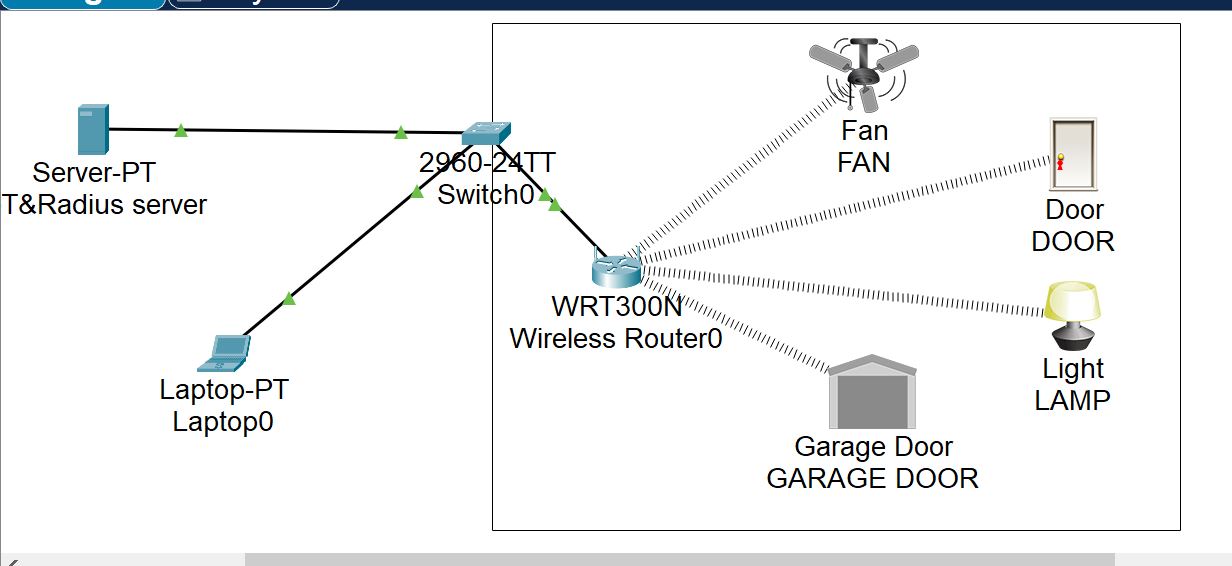 Fan
FAN
2960-24TT
Switch0
Server-PT
T&Radius server
Door
DOOR
WRT300N
Wireless Router0
Light
LAMP
Laptop-PT
Laptop0
Garage Door
GARAGE DOOR